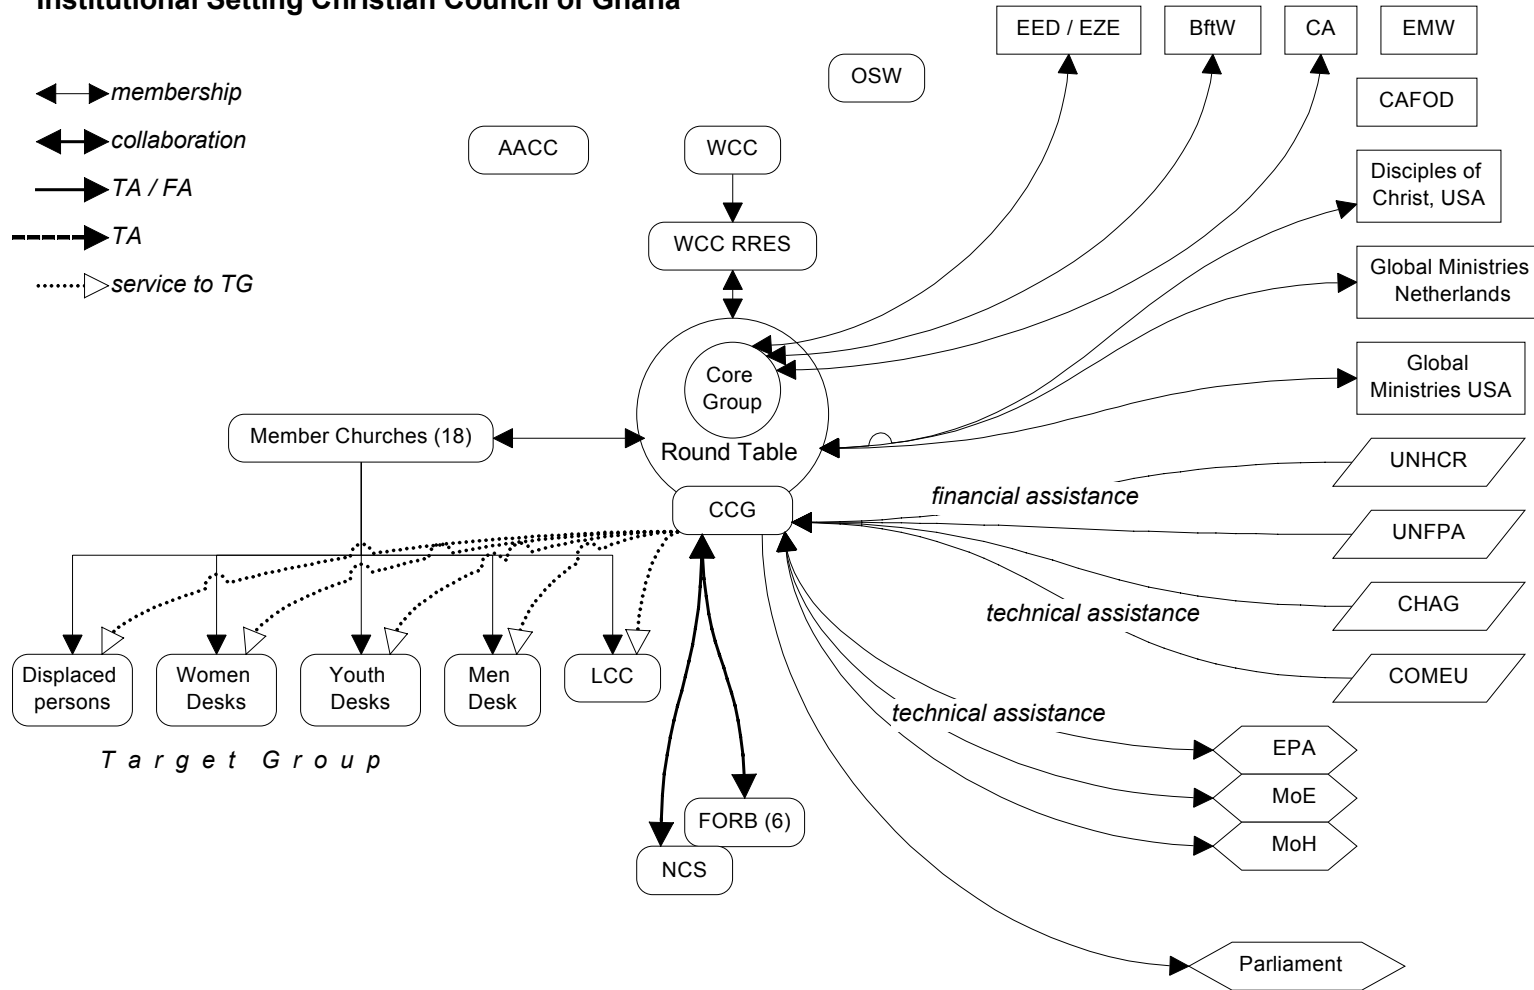 Institutional Setting Christian Council of Ghana
EED / EZE
BftW
CA
EMW
OSW
CAFOD
membership
collaboration
TA / FA
TA
service to TG
AACC
WCC
WCC RRES
Disciples of
Christ, USA
Global Ministries
Netherlands
Global
Ministries USA
Core
Group
Round Table
Member Churches (18)
CCG
UNHCR
financial assistance
UNFPA
CHAG
technical assistance
COMEU
Displaced
persons
Women
Desks
Youth
Desks
Men
Desk
LCC
Target Group
technical assistance
EPA
MoE
MoH
FORB (6)
NCS
Parliament